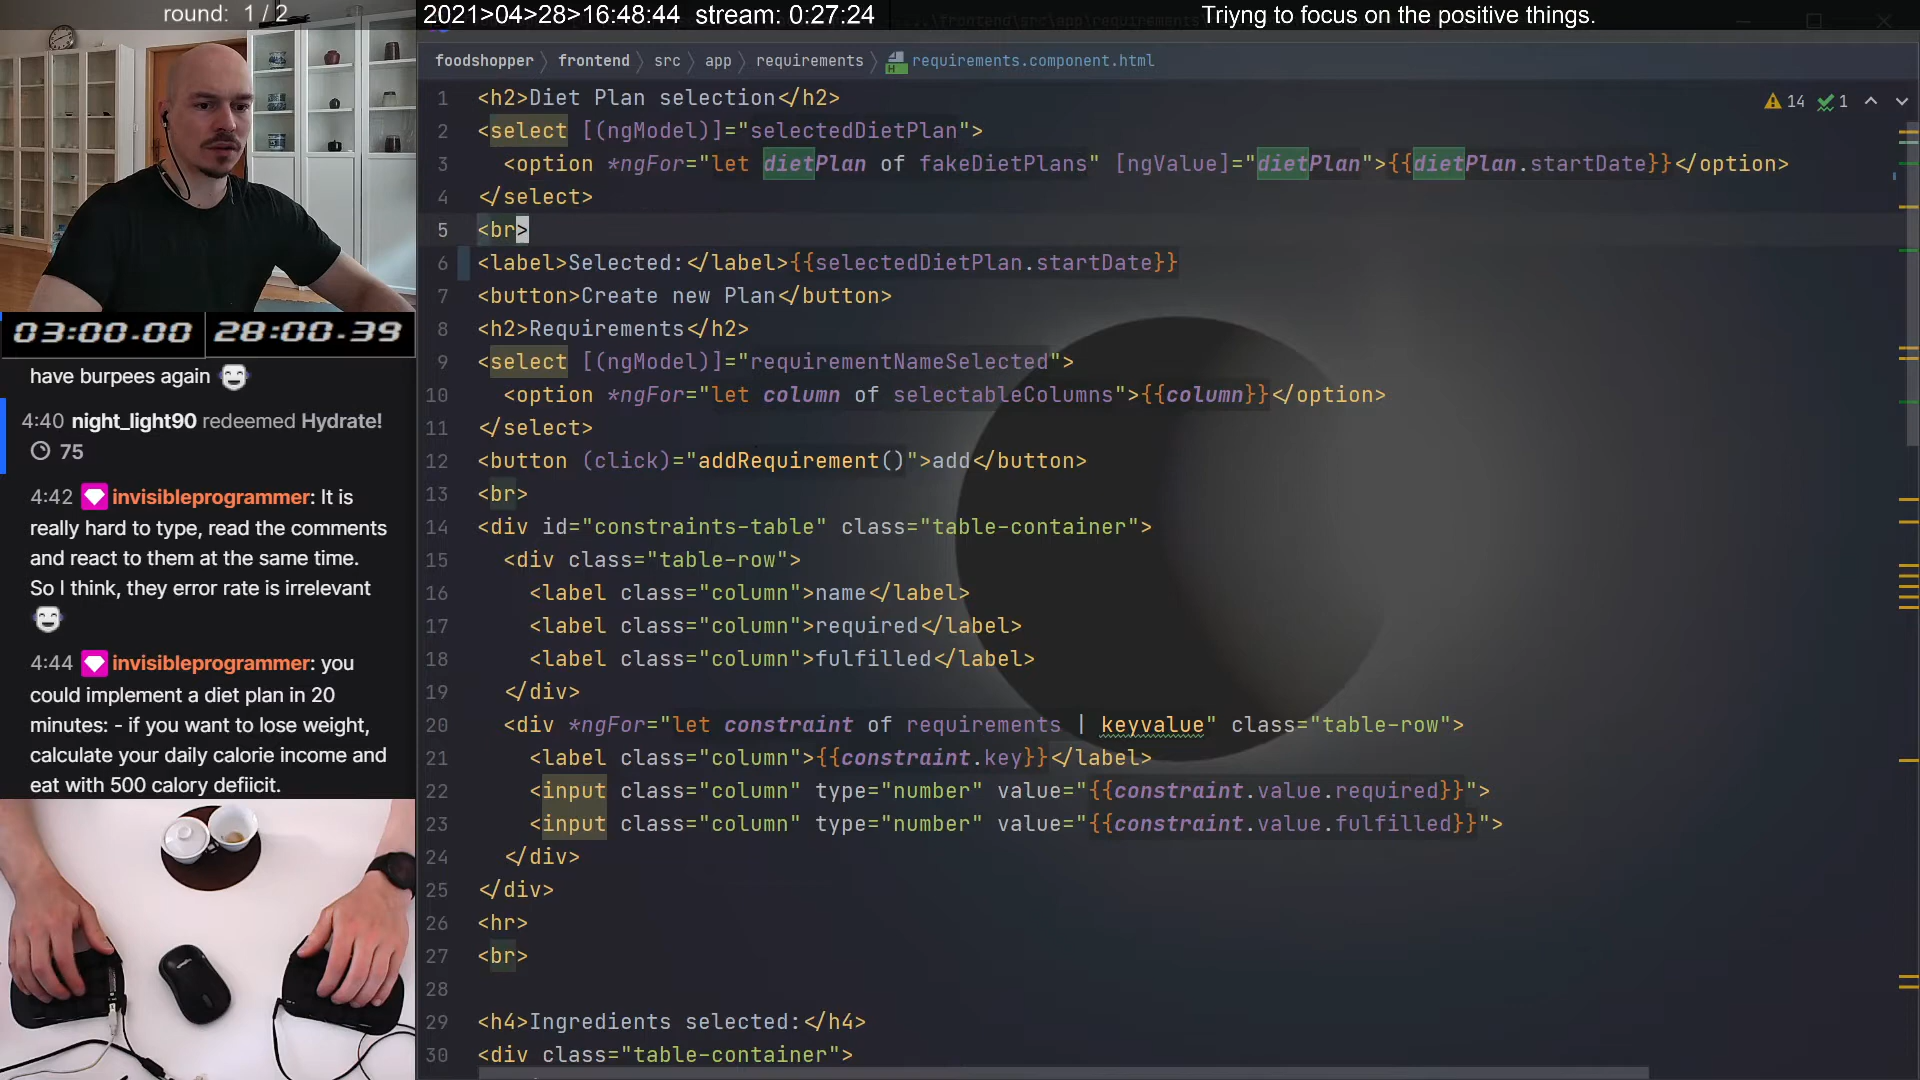 round: 1 / 2
2021>04>28>16:48:44 stream: 0:27:24
Triyng to focus on the positive things.
foodshopper 〉 frontend 〉 src 〉 app 〉 requirements 〉 requirements.component.html
14 1
1 <h2>Diet Plan selection</h2>
2 <select [(ngModel)]="selectedDietPlan">
3 <option *ngFor="let dietPlan of fakeDietPlans" [ngValue]="dietPlan">{{dietPlan.startDate}}</option>
4 </select>
5 <br>
6 <label>Selected:</label>{{selectedDietPlan.startDate}}
7 <button>Create new Plan</button>
8 <h2>Requirements</h2>
9 <select [(ngModel)]="requirementNameSelected">
10 <option *ngFor="let column of selectableColumns">{{column}}</option>
11 </select>
12 <button (click)="addRequirement()">add</button>
13 <br>
14 <div id="constraints-table" class="table-container">
15 <div class="table-row">
16 <label class="column">name</label>
17 <label class="column">required</label>
18 <label class="column">fulfilled</label>
19 </div>
20 <div *ngFor="let constraint of requirements | keyvalue" class="table-row">
21 <label class="column">{{constraint.key}}</label>
22 <input class="column" type="number" value="{{constraint.value.required}}">
23 <input class="column" type="number" value="{{constraint.value.fulfilled}}">
24 </div>
25 </div>
26 <hr>
27 <br>
28
29 <h4>Ingredients selected:</h4>
30 <div class="table-container">
03:00.00 28:00.39
have burpees again
4:40 night_light90 redeemed Hydrate!
75
4:42 invisibleprogrammer: It is
really hard to type, read the comments
and react to them at the same time.
So I think, they error rate is irrelevant
4:44 invisibleprogrammer: you
could implement a diet plan in 20
minutes: - if you want to lose weight,
calculate your daily calorie income and
eat with 500 calory defiicit.